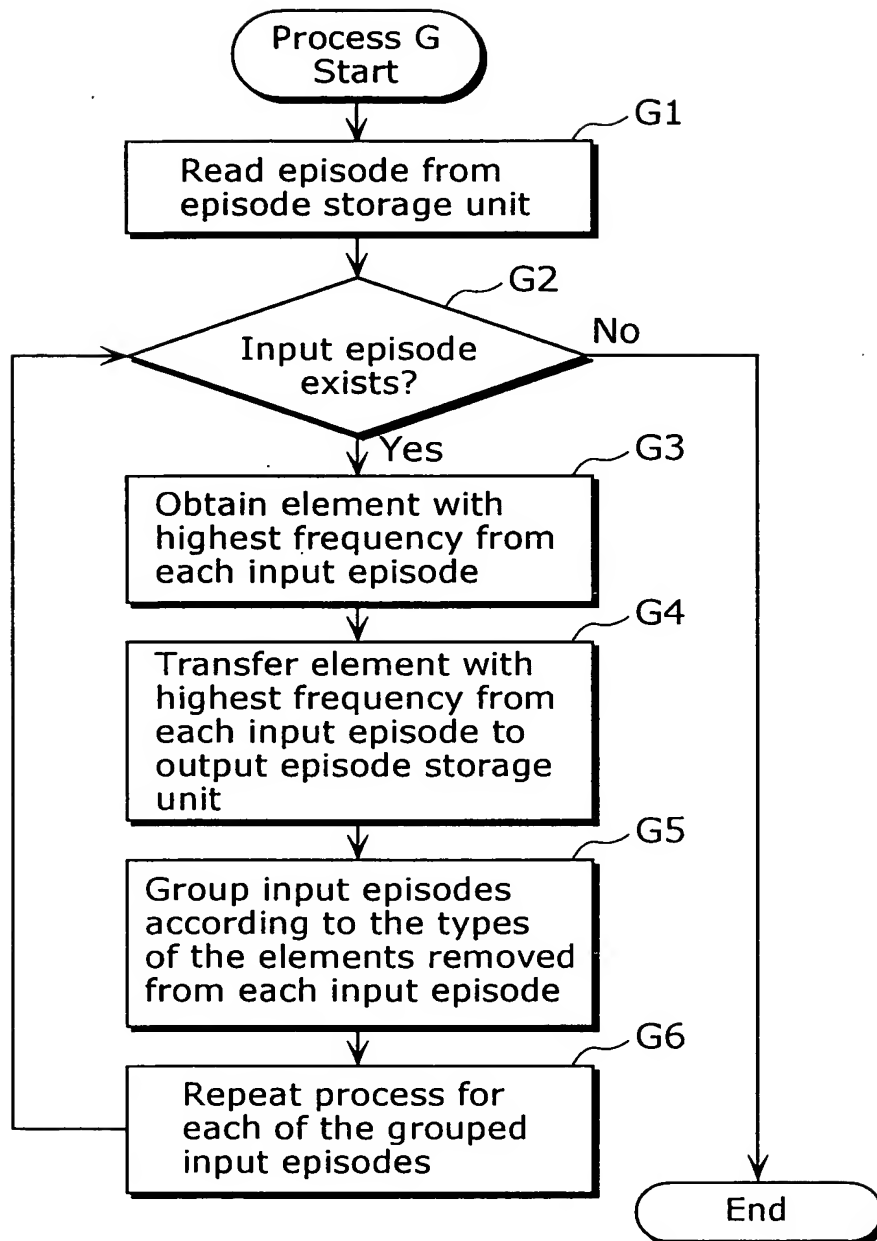 Process G
Start
G1
Read episode from
episode storage unit
G2
Input episode
exists?
No
Yes
G3
Obtain element with
highest frequency from
each input episode
G4
Transfer element with
highest frequency from
each input episode to
output episode storage
unit
G5
Group input episodes
according to the types
of the elements removed
from each input episode
G6
Repeat process for
each of the grouped
input episodes
End